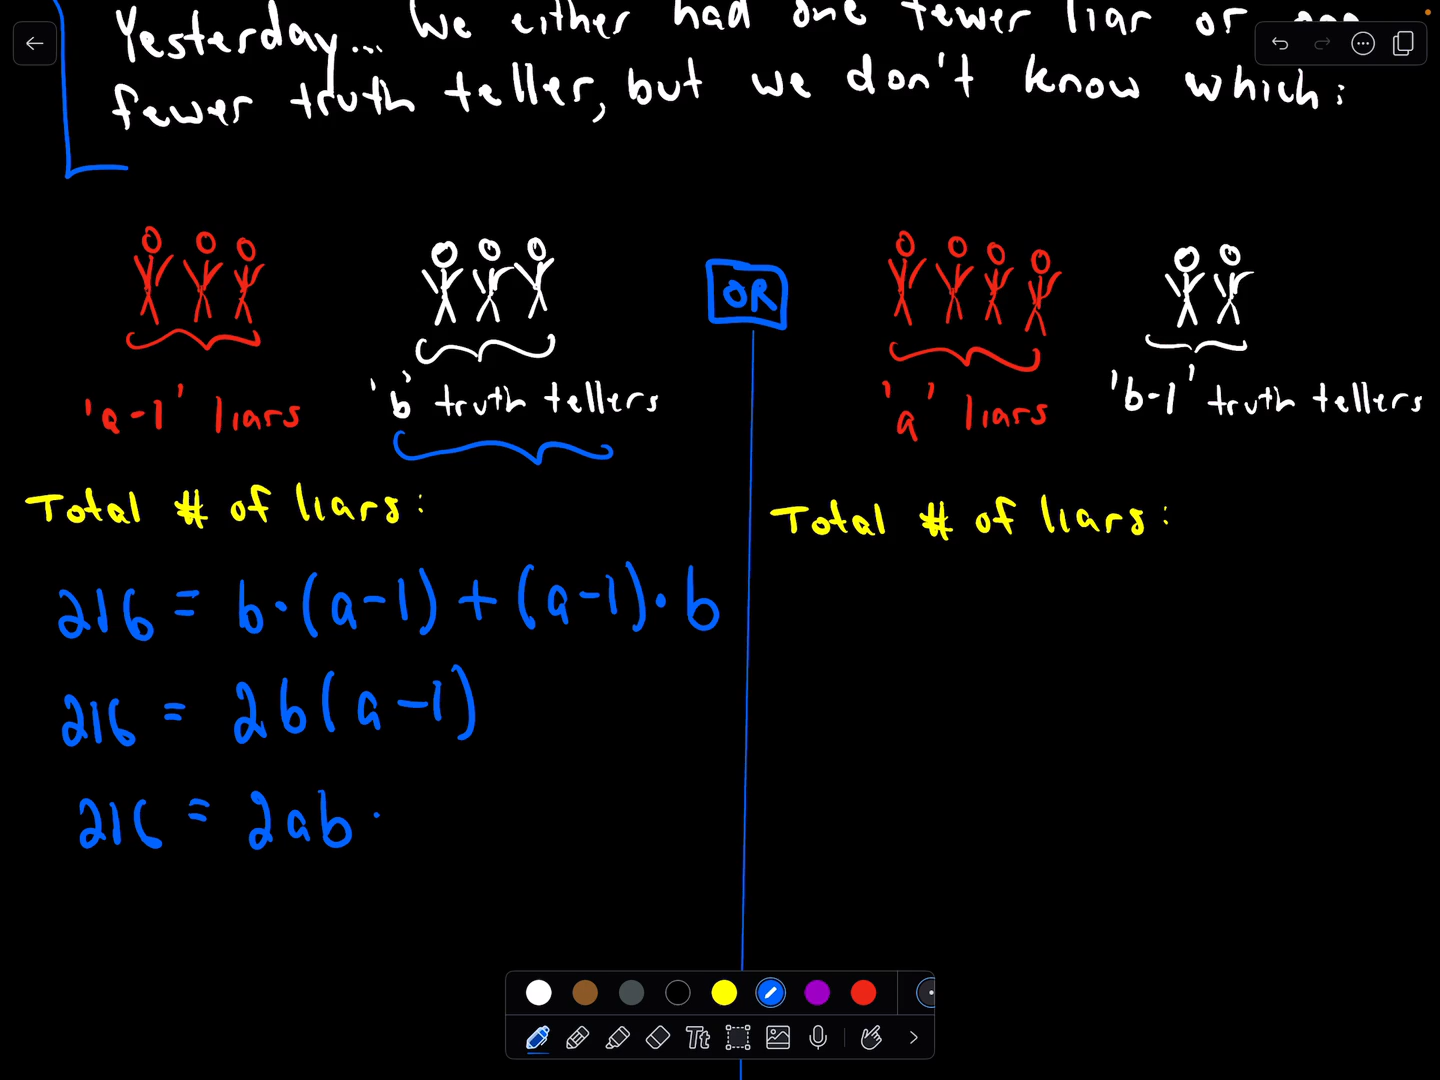 Yesterday... We either had one fewer liar or one
fewer truth teller, but we don't know which:
OR
'a-1' liars
'b' truth tellers
'a' liars
'b-1' truth tellers
Total # of liars:
216 = b·(a-1) + (a-1)·b
216 = 2b(a-1)
216 = 2ab ·
Total # of liars:
Tt